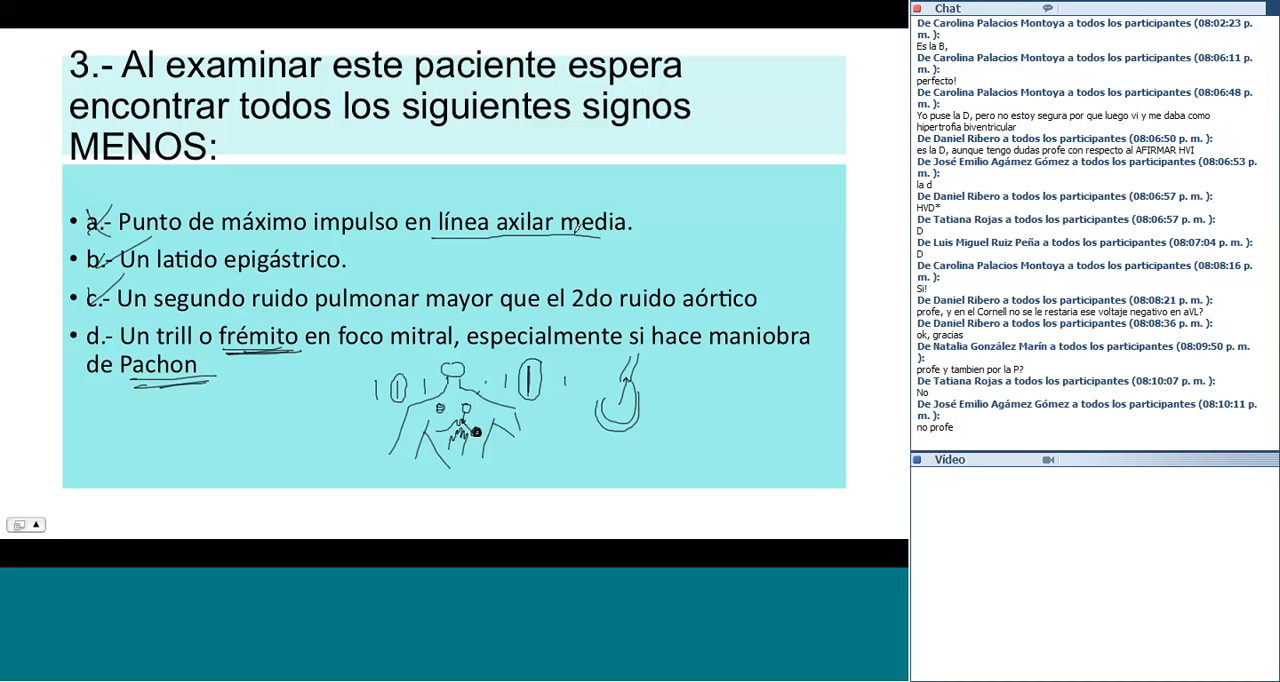 3.- Al examinar este paciente espera
encontrar todos los siguientes signos
MENOS:
• a.- Punto de máximo impulso en línea axilar media.
• b.- Un latido epigástrico.
• c.- Un segundo ruido pulmonar mayor que el 2do ruido aórtico
• d.- Un trill o frémito en foco mitral, especialmente si hace maniobra
de Pachon
Chat
De Carolina Palacios Montoya a todos los participantes (08:02:23 p.
m. ):
Es la B,
De Carolina Palacios Montoya a todos los participantes (08:06:11 p.
m. ):
perfecto!
De Carolina Palacios Montoya a todos los participantes (08:06:48 p.
m. ):
Yo puse la D, pero no estoy segura por que luego vi y me daba como
hipertrofia biventricular
De Daniel Ribero a todos los participantes (08:06:50 p. m. ):
es la D, aunque tengo dudas profe con respecto al AFIRMAR HVI
De José Emilio Agámez Gómez a todos los participantes (08:06:53 p.
m. ):
la d
De Daniel Ribero a todos los participantes (08:06:57 p. m. ):
HVD*
De Tatiana Rojas a todos los participantes (08:06:57 p. m. ):
D
De Luis Miguel Ruiz Peña a todos los participantes (08:07:04 p. m. ):
D
De Carolina Palacios Montoya a todos los participantes (08:08:16 p.
m. ):
Si!
De Daniel Ribero a todos los participantes (08:08:21 p. m. ):
profe, y en el Cornell no se le restaria ese voltaje negativo en aVL?
De Daniel Ribero a todos los participantes (08:08:36 p. m. ):
ok, gracias
De Natalia González Marín a todos los participantes (08:09:50 p. m.
):
profe y tambien por la P?
De Tatiana Rojas a todos los participantes (08:10:07 p. m. ):
No
De José Emilio Agámez Gómez a todos los participantes (08:10:11 p.
m. ):
no profe
Vídeo